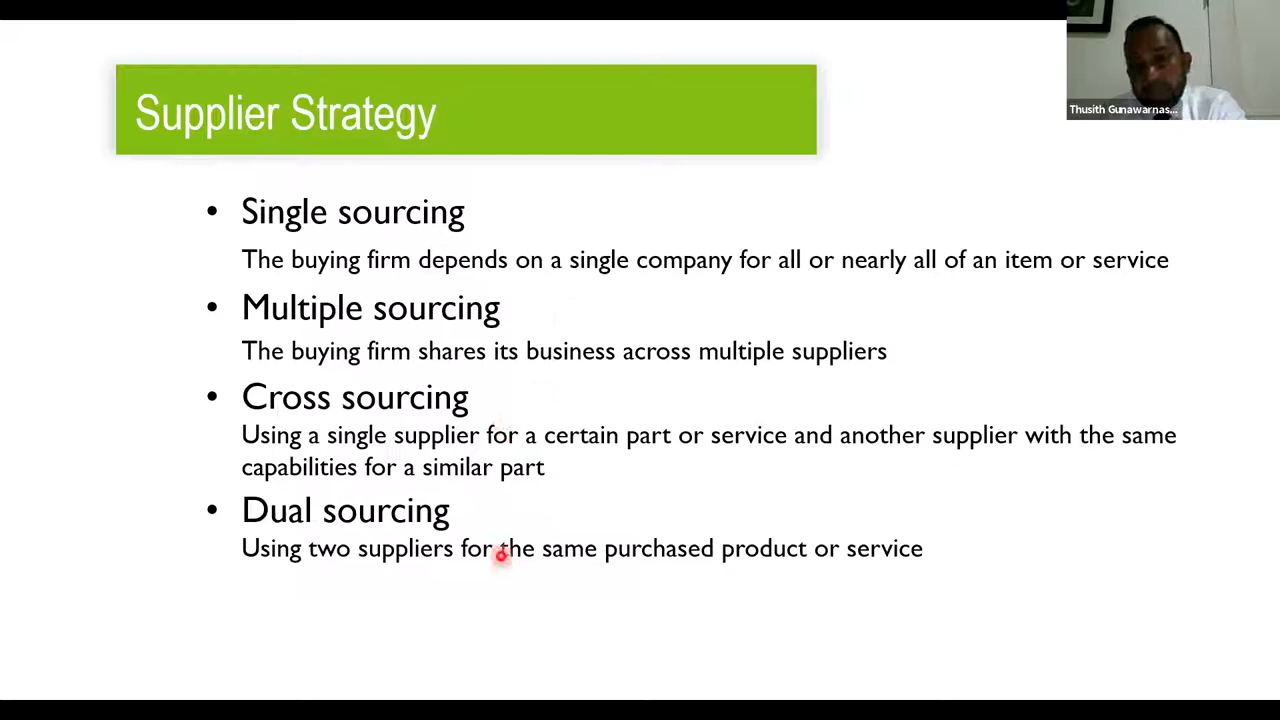 Supplier Strategy
Thusith Gunawarnas...
• Single sourcing
The buying firm depends on a single company for all or nearly all of an item or service
• Multiple sourcing
The buying firm shares its business across multiple suppliers
• Cross sourcing
Using a single supplier for a certain part or service and another supplier with the same
capabilities for a similar part
• Dual sourcing
Using two suppliers for the same purchased product or service